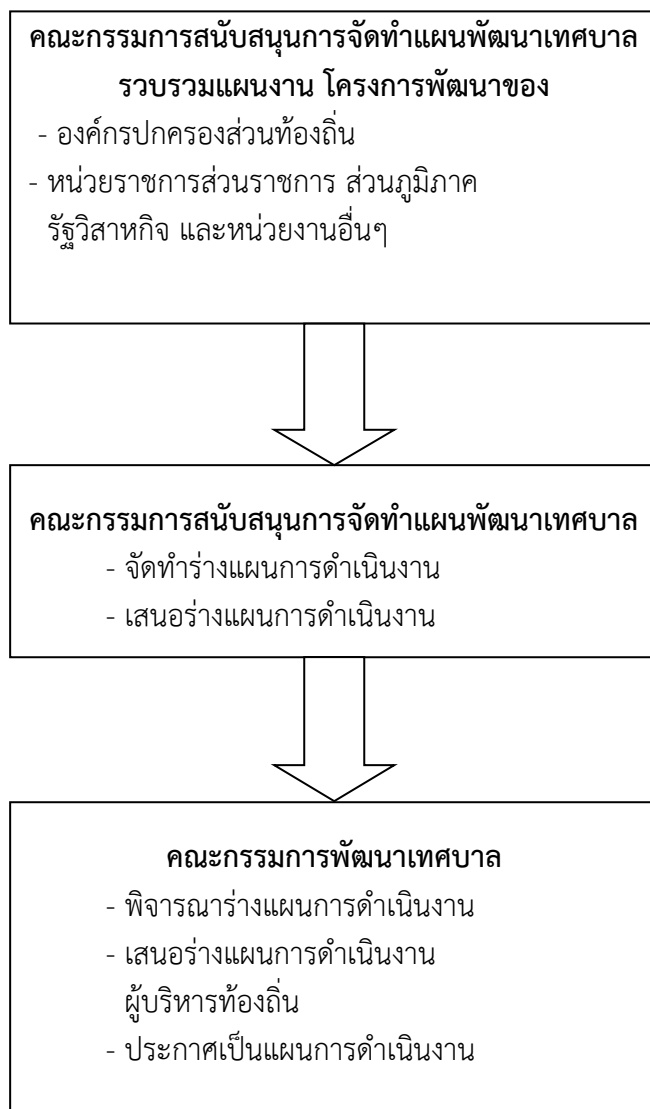 คณะกรรมการสนับสนุนการจัดทำแผนพัฒนาเทศบาล
รวบรวมแผนงาน โครงการพัฒนาของ
- องค์กรปกครองส่วนท้องถิ่น
- หน่วยราชการส่วนราชการ ส่วนภูมิภาค
รัฐวิสาหกิจ และหน่วยงานอื่นๆ
คณะกรรมการสนับสนุนการจัดทำแผนพัฒนาเทศบาล
- จัดทำร่างแผนการดำเนินงาน
- เสนอร่างแผนการดำเนินงาน
คณะกรรมการพัฒนาเทศบาล
- พิจารณาร่างแผนการดำเนินงาน
- เสนอร่างแผนการดำเนินงาน
ผู้บริหารท้องถิ่น
- ประกาศเป็นแผนการดำเนินงาน